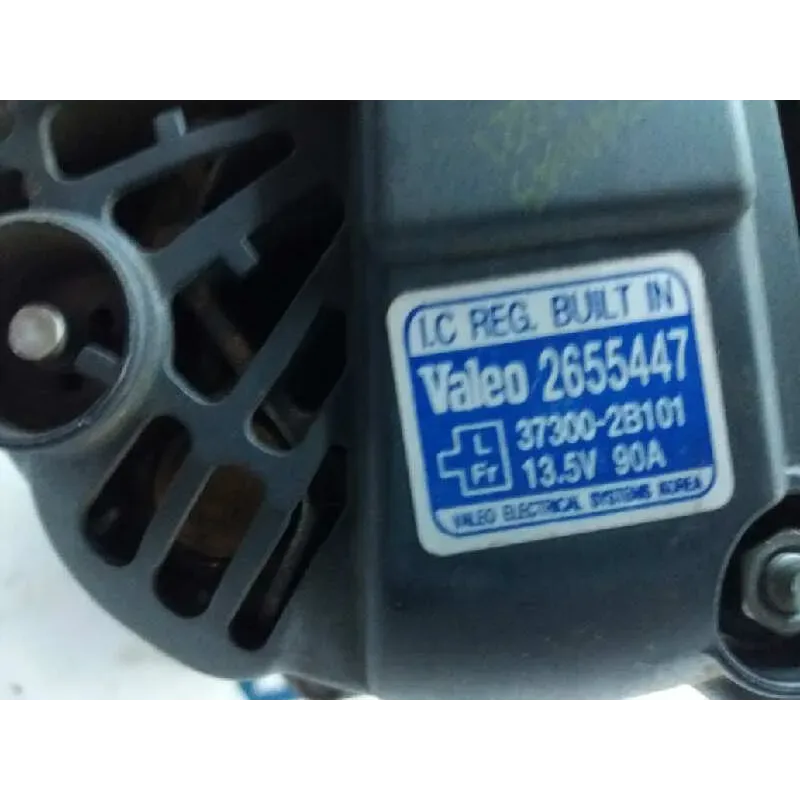 I.C REG. BUILT IN
Valeo 2655447
L
37300-2B101
Fr
13.5V 90A
VALEO ELECTRICAL SYSTEMS KOREA